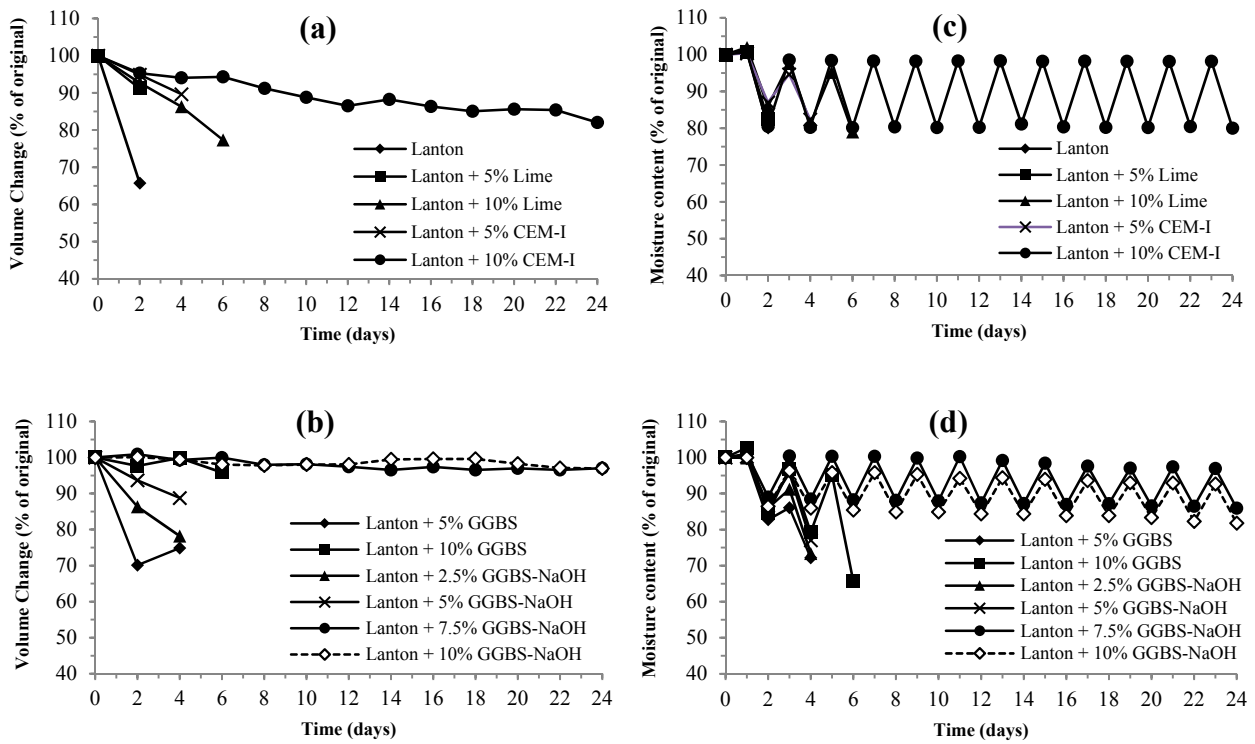 (a)
Volume Change (% of original)
110
100
90
80
70
60
50
40
0 2 4 6 8 10 12 14 16 18 20 22 24
Time (days)
Lanton
Lanton + 5% Lime
Lanton + 10% Lime
Lanton + 5% CEM-I
Lanton + 10% CEM-I
(c)
Moisture content (% of original)
110
100
90
80
70
60
50
40
0 2 4 6 8 10 12 14 16 18 20 22 24
Time (days)
Lanton
Lanton + 5% Lime
Lanton + 10% Lime
Lanton + 5% CEM-I
Lanton + 10% CEM-I
(b)
Volume Change (% of original)
110
100
90
80
70
60
50
40
0 2 4 6 8 10 12 14 16 18 20 22 24
Time (days)
Lanton + 5% GGBS
Lanton + 10% GGBS
Lanton + 2.5% GGBS-NaOH
Lanton + 5% GGBS-NaOH
Lanton + 7.5% GGBS-NaOH
Lanton + 10% GGBS-NaOH
(d)
Moisture content (% of original)
110
100
90
80
70
60
50
40
0 2 4 6 8 10 12 14 16 18 20 22 24
Time (days)
Lanton + 5% GGBS
Lanton + 10% GGBS
Lanton + 2.5% GGBS-NaOH
Lanton + 5% GGBS-NaOH
Lanton + 7.5% GGBS-NaOH
Lanton + 10% GGBS-NaOH